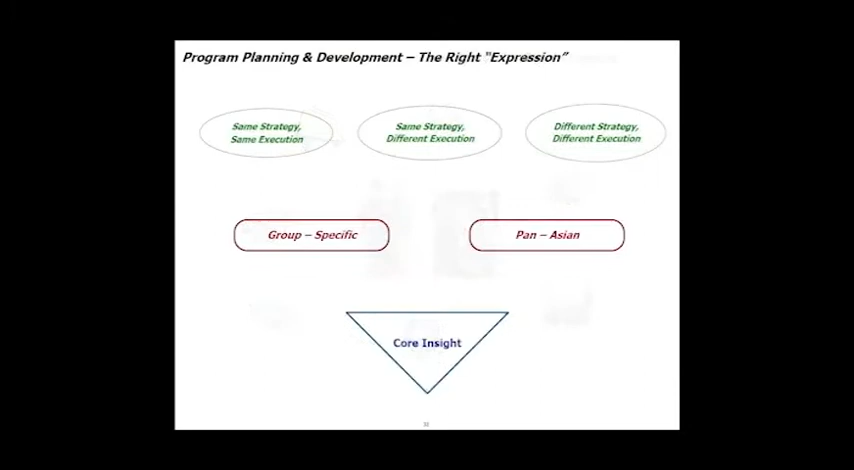 Program Planning & Development – The Right "Expression"
Same Strategy,
Same Execution
Same Strategy,
Different Execution
Different Strategy,
Different Execution
Group – Specific
Pan – Asian
Core Insight